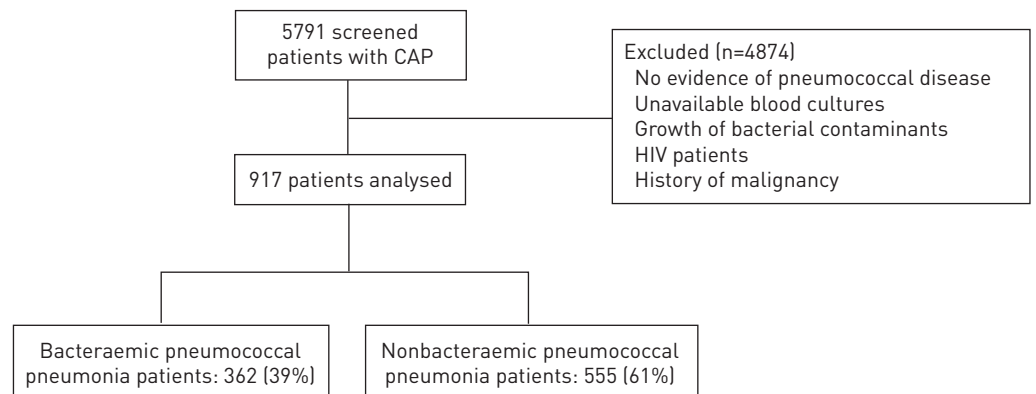 5791 screened
patients with CAP
Excluded (n=4874)
No evidence of pneumococcal disease
Unavailable blood cultures
Growth of bacterial contaminants
HIV patients
History of malignancy
917 patients analysed
Bacteraemic pneumococcal
pneumonia patients: 362 (39%)
Nonbacteraemic pneumococcal
pneumonia patients: 555 (61%)